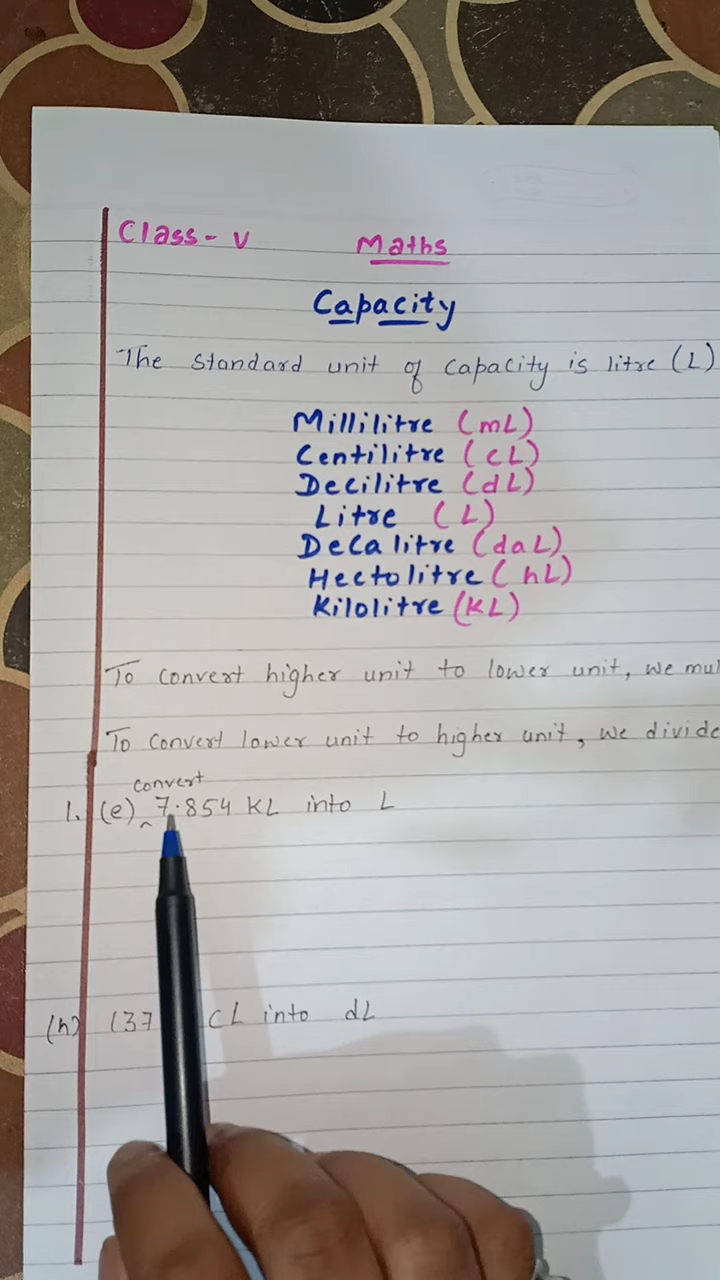 Class - V Maths
Capacity
The standard unit of capacity is litre (L)
Millilitre (mL)
Centilitre (cL)
Decilitre (dL)
Litre (L)
Decalitre (daL)
Hectolitre (hL)
Kilolitre (KL)
To convert higher unit to lower unit, we mul
To convert lower unit to higher unit, we divide
convert
1. (e) ^ 7.854 KL into L
(h) 137 cL into dL